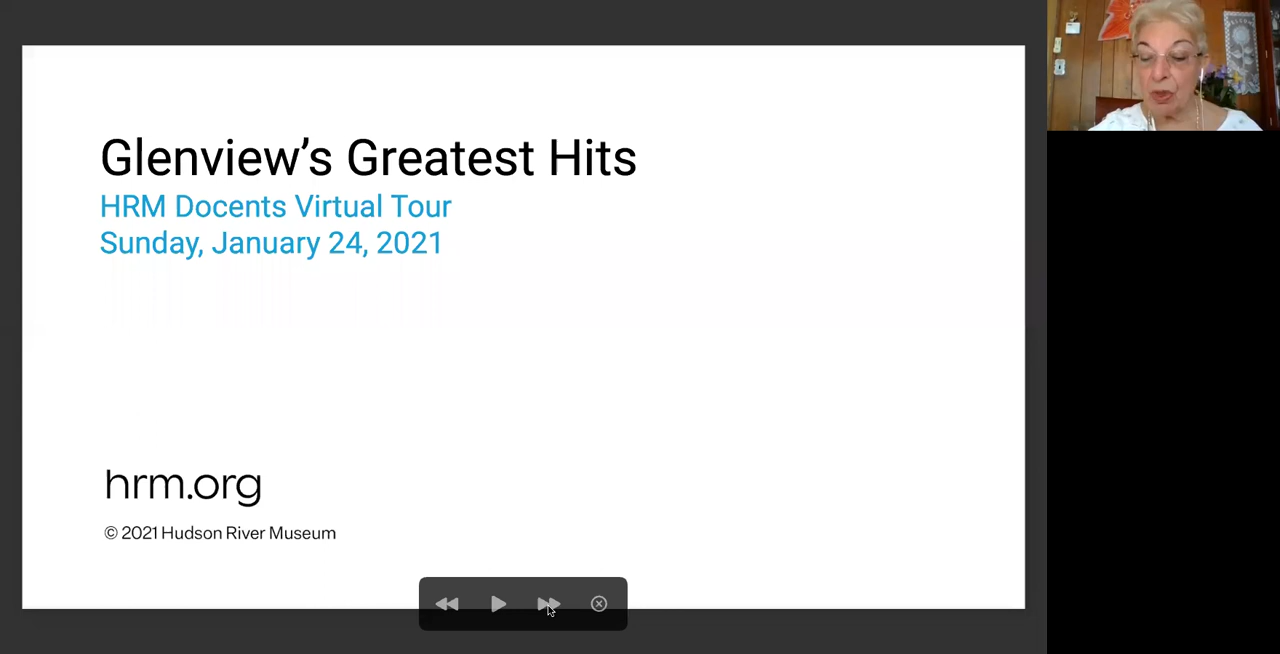 Glenview’s Greatest Hits
HRM Docents Virtual Tour
Sunday, January 24, 2021
hrm.org
© 2021 Hudson River Museum